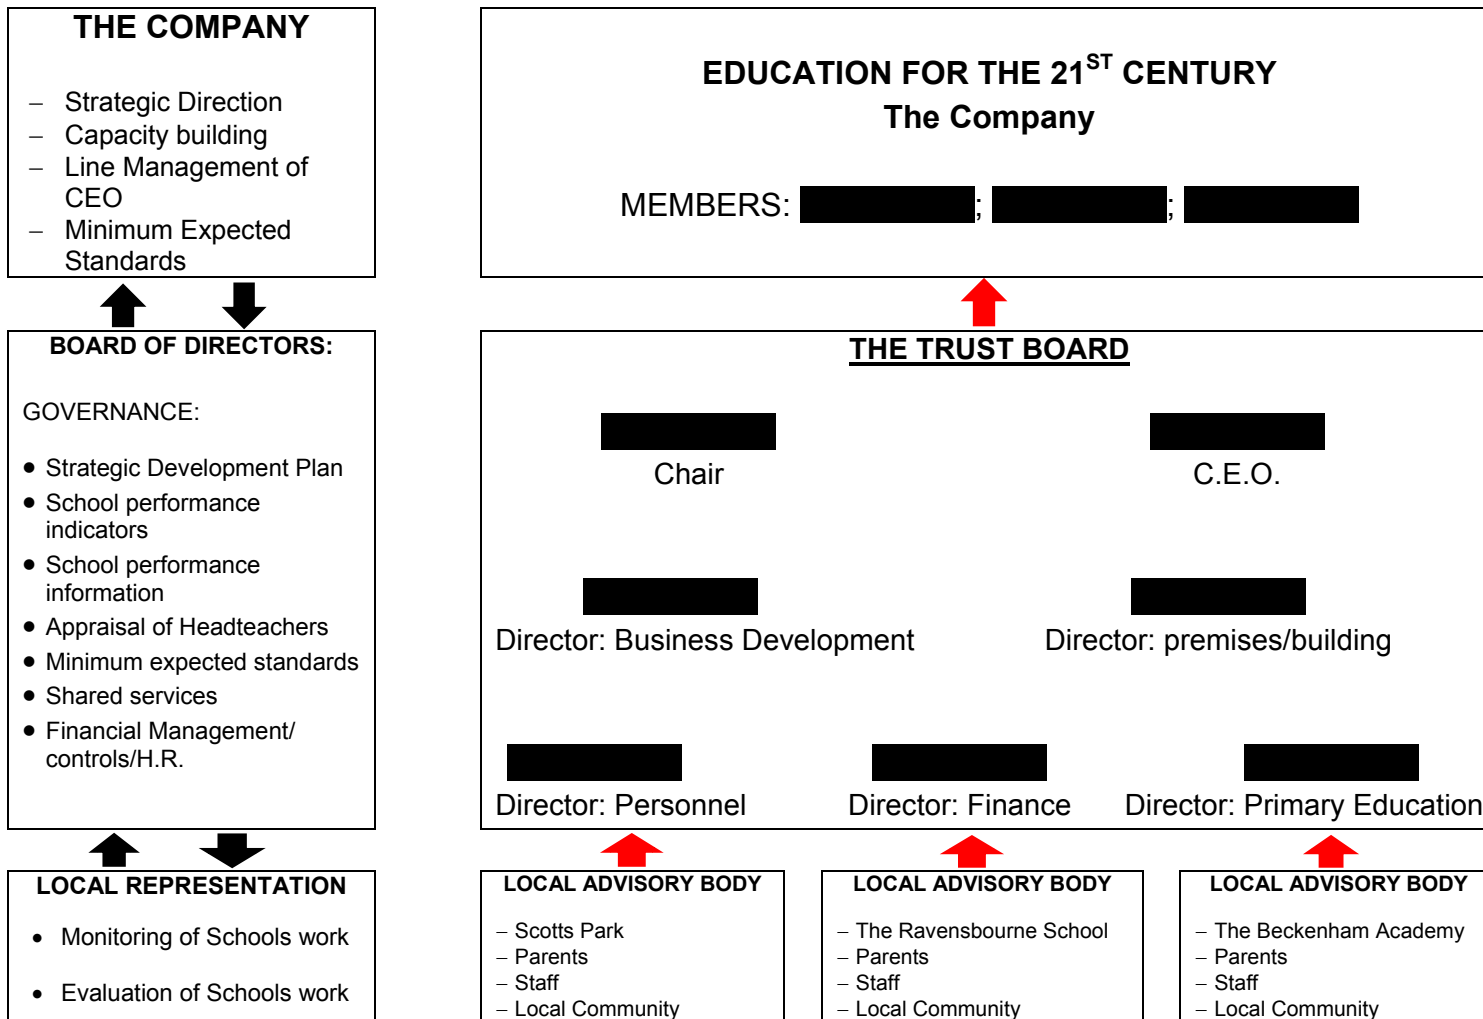 THE COMPANY
– Strategic Direction
– Capacity building
– Line Management of
CEO
– Minimum Expected
Standards
EDUCATION FOR THE 21ST CENTURY
The Company
MEMBERS: ; ;
BOARD OF DIRECTORS:
GOVERNANCE:
• Strategic Development Plan
• School performance
indicators
• School performance
information
• Appraisal of Headteachers
• Minimum expected standards
• Shared services
• Financial Management/
controls/H.R.
THE TRUST BOARD
Chair
C.E.O.
Director: Business Development
Director: premises/building
Director: Personnel
Director: Finance
Director: Primary Education
LOCAL REPRESENTATION
• Monitoring of Schools work
• Evaluation of Schools work
LOCAL ADVISORY BODY
– Scotts Park
– Parents
– Staff
– Local Community
LOCAL ADVISORY BODY
– The Ravensbourne School
– Parents
– Staff
– Local Community
LOCAL ADVISORY BODY
– The Beckenham Academy
– Parents
– Staff
– Local Community